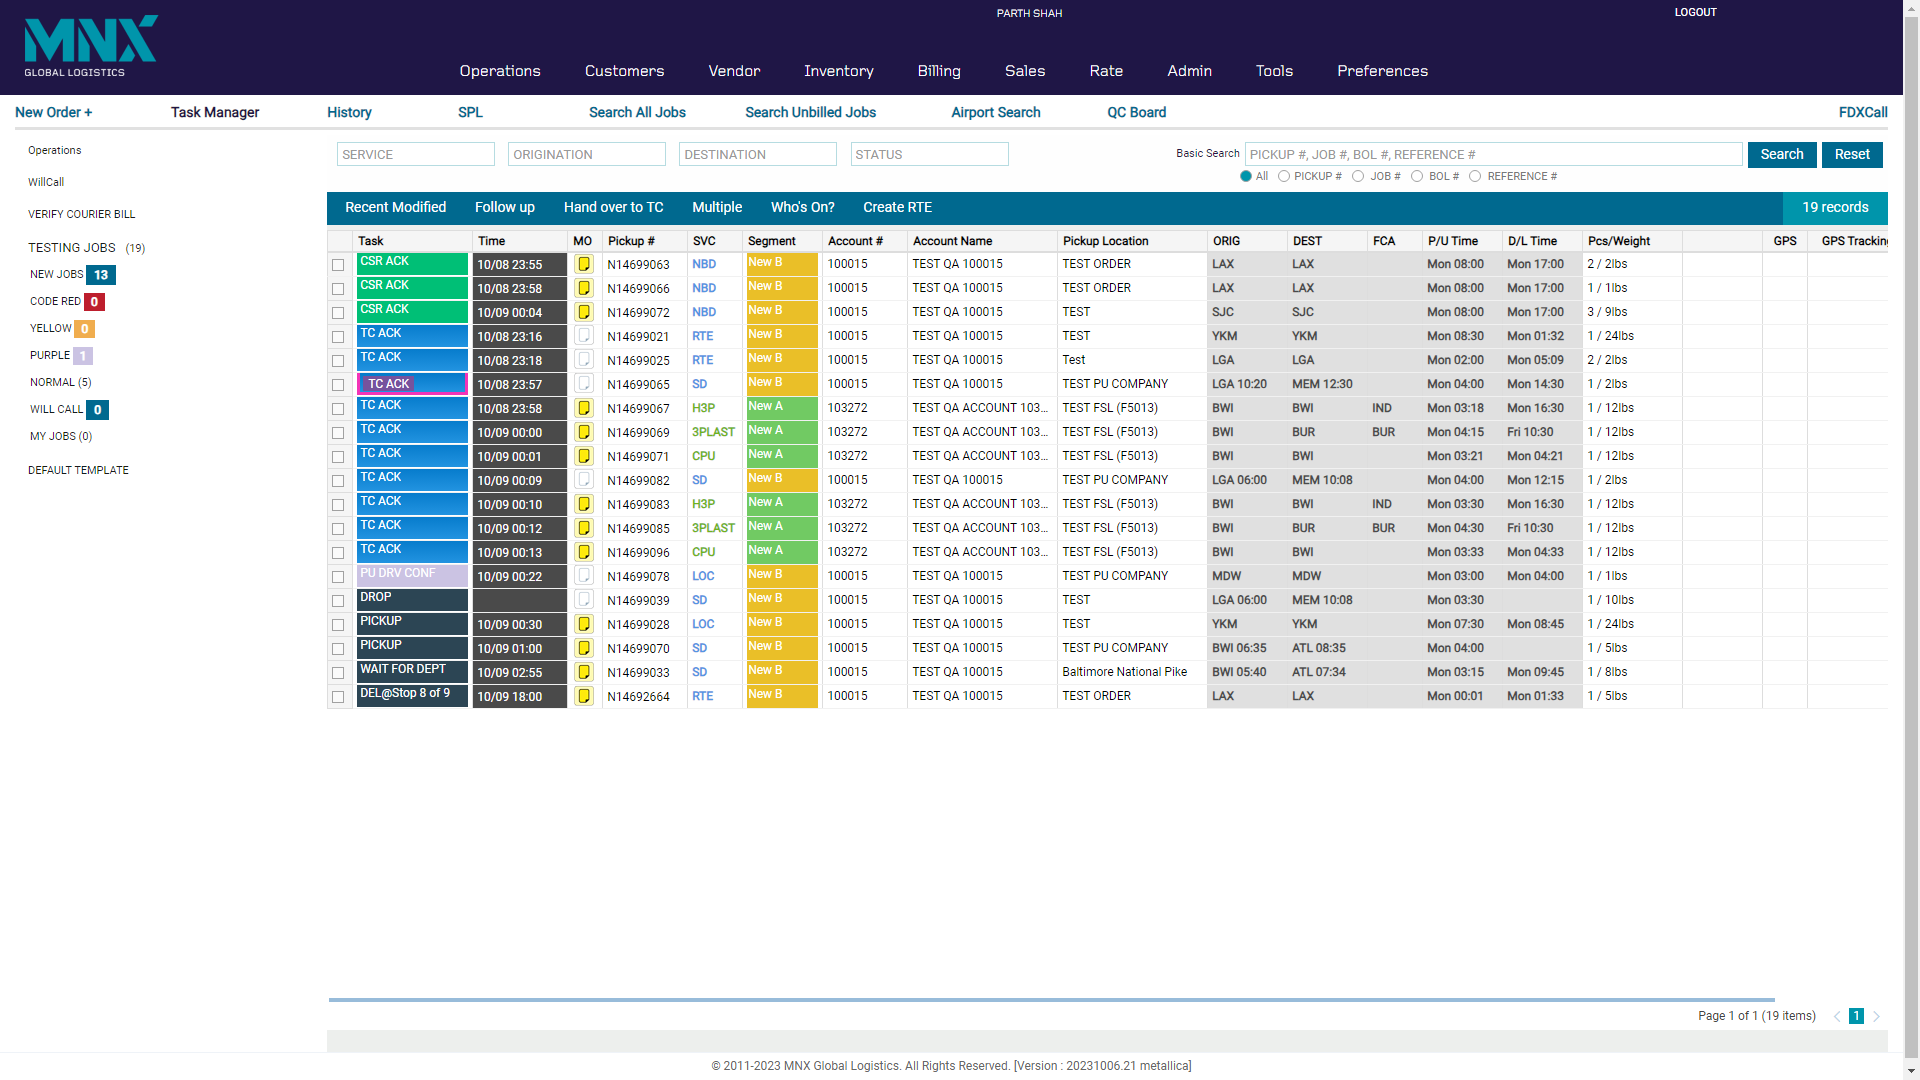 PARTH SHAH
LOGOUT
MNX
GLOBAL LOGISTICS
Operations Customers Vendor Inventory Billing Sales Rate Admin Tools Preferences
New Order + Task Manager History SPL Search All Jobs Search Unbilled Jobs Airport Search QC Board FDXCall
Operations
WillCall
VERIFY COURIER BILL
TESTING JOBS (19)
NEW JOBS 13
CODE RED 0
YELLOW 0
PURPLE 1
NORMAL (5)
WILL CALL 0
MY JOBS (0)
DEFAULT TEMPLATE
SERVICE ORIGINATION DESTINATION STATUS
Basic Search PICKUP #, JOB #, BOL #, REFERENCE # Search Reset
All PICKUP # JOB # BOL # REFERENCE #
Recent Modified Follow up Hand over to TC Multiple Who's On? Create RTE 19 records
Task Time MO Pickup # SVC Segment Account # Account Name Pickup Location ORIG DEST FCA P/U Time D/L Time Pcs/Weight GPS GPS Tracking
CSR ACK 10/08 23:55 N14699063 NBD New B 100015 TEST QA 100015 TEST ORDER LAX LAX Mon 08:00 Mon 17:00 2 / 2lbs
CSR ACK 10/08 23:58 N14699066 NBD New B 100015 TEST QA 100015 TEST ORDER LAX LAX Mon 08:00 Mon 17:00 1 / 1lbs
CSR ACK 10/09 00:04 N14699072 NBD New B 100015 TEST QA 100015 TEST SJC SJC Mon 08:00 Mon 17:00 3 / 9lbs
TC ACK 10/08 23:16 N14699021 RTE New B 100015 TEST QA 100015 TEST YKM YKM Mon 08:30 Mon 01:32 1 / 24lbs
TC ACK 10/08 23:18 N14699025 RTE New B 100015 TEST QA 100015 Test LGA LGA Mon 02:00 Mon 05:09 2 / 2lbs
TC ACK 10/08 23:57 N14699065 SD New B 100015 TEST QA 100015 TEST PU COMPANY LGA 10:20 MEM 12:30 Mon 04:00 Mon 14:30 1 / 2lbs
TC ACK 10/08 23:58 N14699067 H3P New A 103272 TEST QA ACCOUNT 103... TEST FSL (F5013) BWI BWI IND Mon 03:18 Mon 16:30 1 / 12lbs
TC ACK 10/09 00:00 N14699069 3PLAST New A 103272 TEST QA ACCOUNT 103... TEST FSL (F5013) BWI BUR BUR Mon 04:15 Fri 10:30 1 / 12lbs
TC ACK 10/09 00:01 N14699071 CPU New A 103272 TEST QA ACCOUNT 103... TEST FSL (F5013) BWI BWI Mon 03:21 Mon 04:21 1 / 12lbs
TC ACK 10/09 00:09 N14699082 SD New B 100015 TEST QA 100015 TEST PU COMPANY LGA 06:00 MEM 10:08 Mon 04:00 Mon 12:15 1 / 2lbs
TC ACK 10/09 00:10 N14699083 H3P New A 103272 TEST QA ACCOUNT 103... TEST FSL (F5013) BWI BWI IND Mon 03:30 Mon 16:30 1 / 12lbs
TC ACK 10/09 00:12 N14699085 3PLAST New A 103272 TEST QA ACCOUNT 103... TEST FSL (F5013) BWI BUR BUR Mon 04:30 Fri 10:30 1 / 12lbs
TC ACK 10/09 00:13 N14699096 CPU New A 103272 TEST QA ACCOUNT 103... TEST FSL (F5013) BWI BWI Mon 03:33 Mon 04:33 1 / 12lbs
PU DRV CONF 10/09 00:22 N14699078 LOC New B 100015 TEST QA 100015 TEST PU COMPANY MDW MDW Mon 03:00 Mon 04:00 1 / 1lbs
DROP N14699039 SD New B 100015 TEST QA 100015 TEST LGA 06:00 MEM 10:08 Mon 03:30 1 / 10lbs
PICKUP 10/09 00:30 N14699028 LOC New B 100015 TEST QA 100015 TEST YKM YKM Mon 07:30 Mon 08:45 1 / 24lbs
PICKUP 10/09 01:00 N14699070 SD New B 100015 TEST QA 100015 TEST PU COMPANY BWI 06:35 ATL 08:35 Mon 04:00 1 / 5lbs
WAIT FOR DEPT 10/09 02:55 N14699033 SD New B 100015 TEST QA 100015 Baltimore National Pike BWI 05:40 ATL 07:34 Mon 03:15 Mon 09:45 1 / 8lbs
DEL@Stop 8 of 9 10/09 18:00 N14692664 RTE New B 100015 TEST QA 100015 TEST ORDER LAX LAX Mon 00:01 Mon 01:33 1 / 5lbs
Page 1 of 1 (19 items) 1
© 2011-2023 MNX Global Logistics. All Rights Reserved. [Version : 20231006.21 metallica]